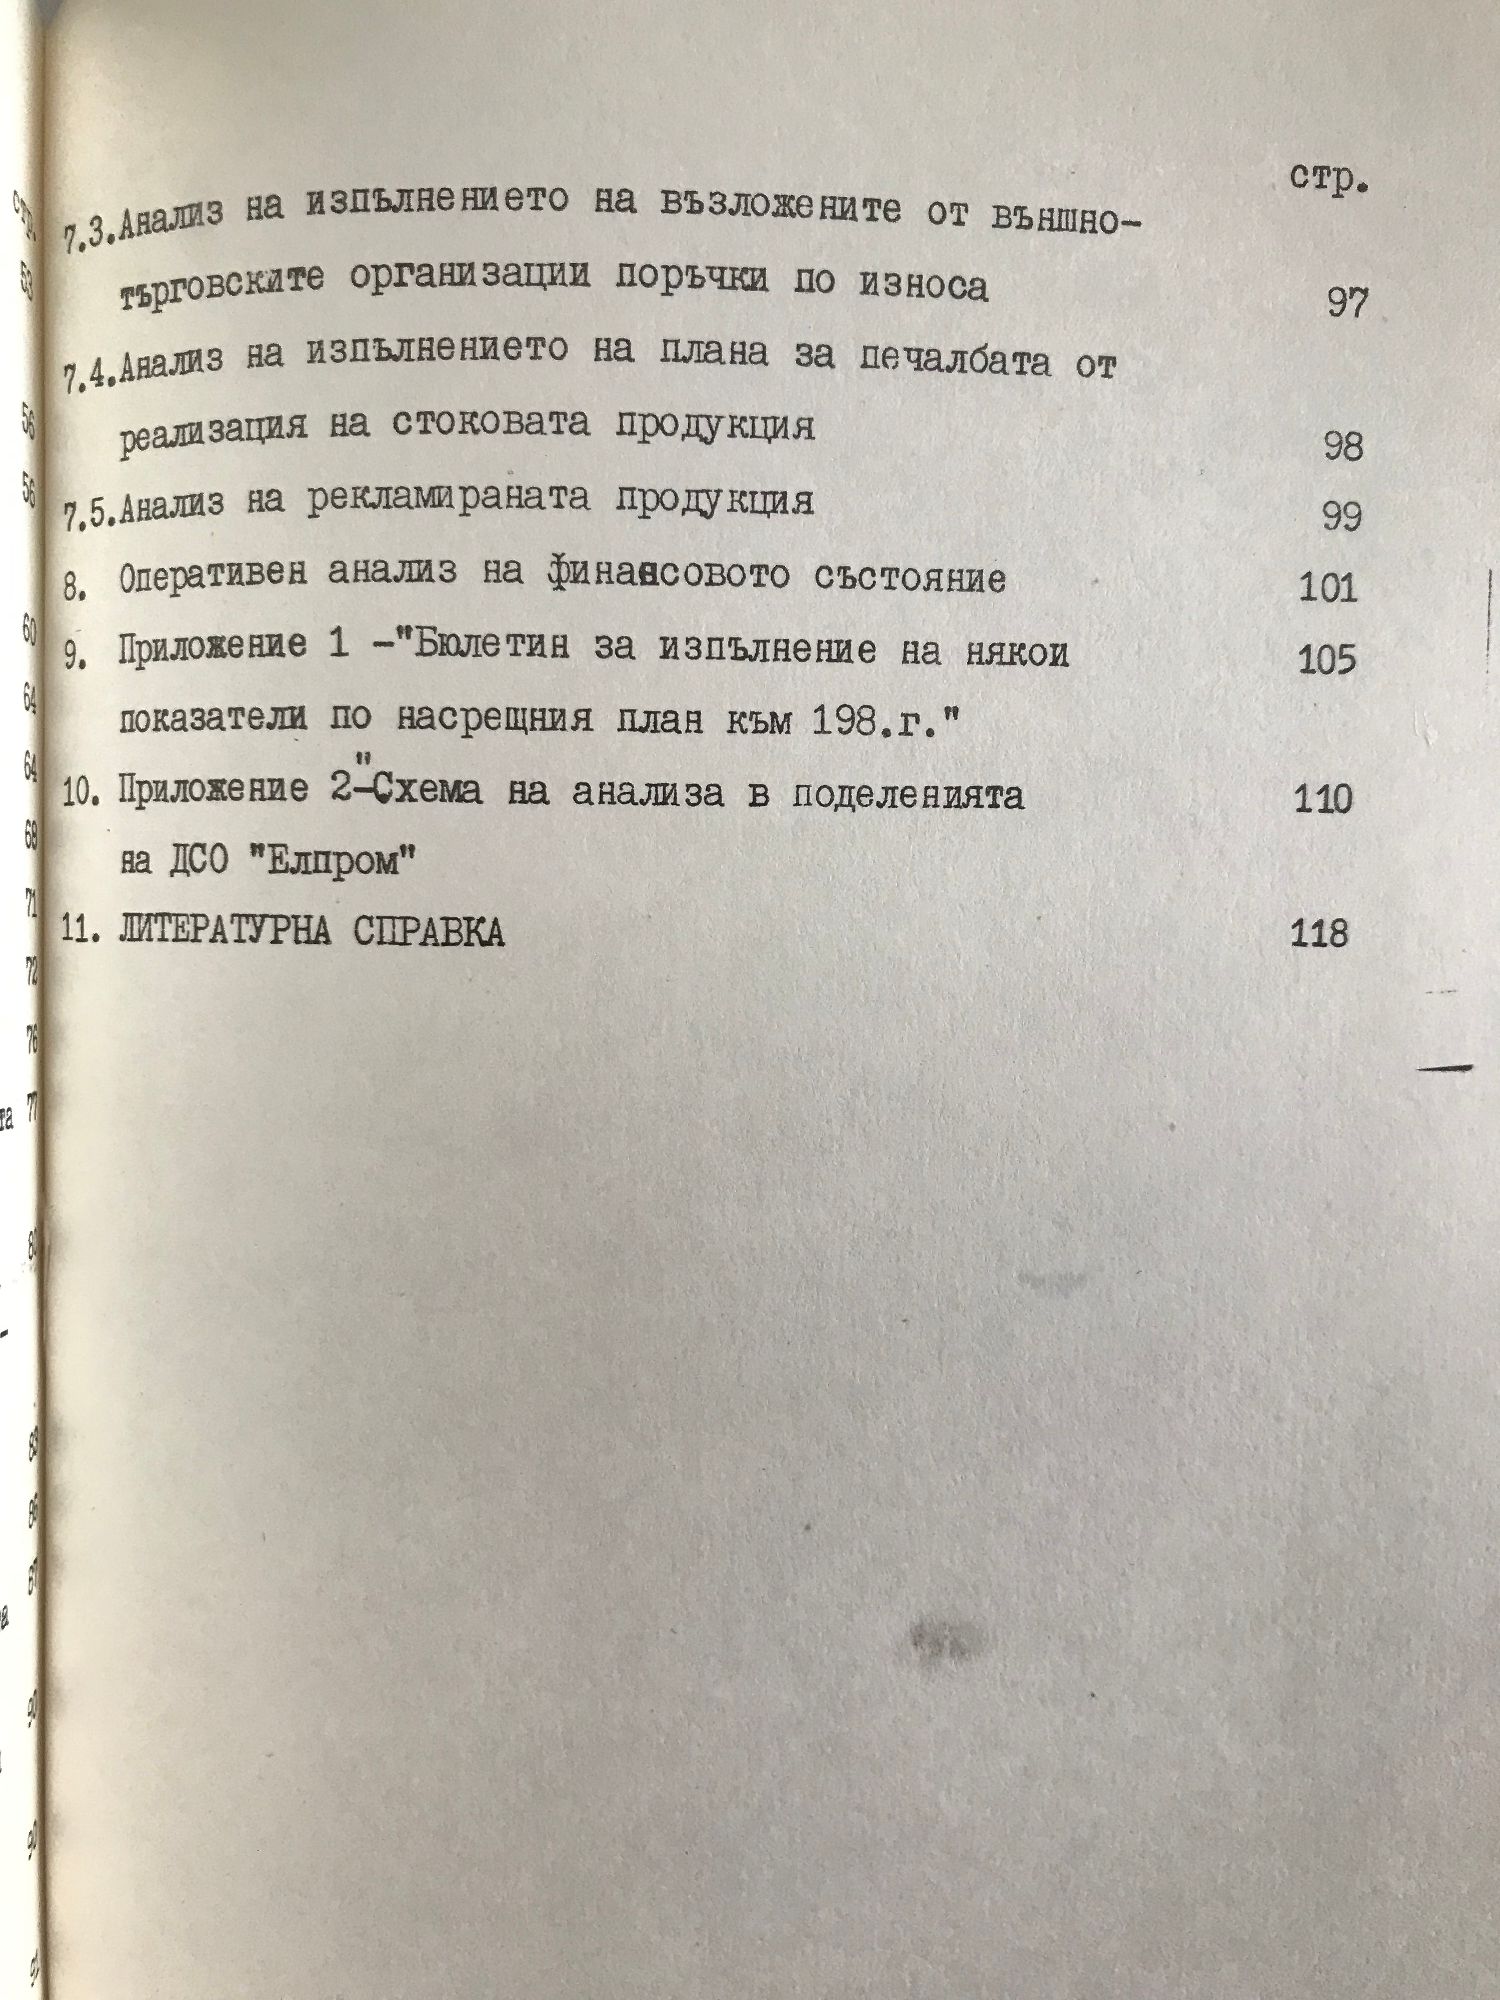 стр.
7.3.Анализ на изпълнението на възложените от външно-
търговските организации поръчки по износа 97
7.4.Анализ на изпълнението на плана за печалбата от
реализация на стоковата продукция 98
7.5.Анализ на рекламираната продукция 99
8. Оперативен анализ на финансовото състояние 101
9. Приложение 1 -"Бюлетин за изпълнение на някои 105
показатели по насрещния план към 198.г."
10. Приложение 2-"Схема на анализа в поделенията 110
на ДСО "Елпром"
11. ЛИТЕРАТУРНА СПРАВКА 118